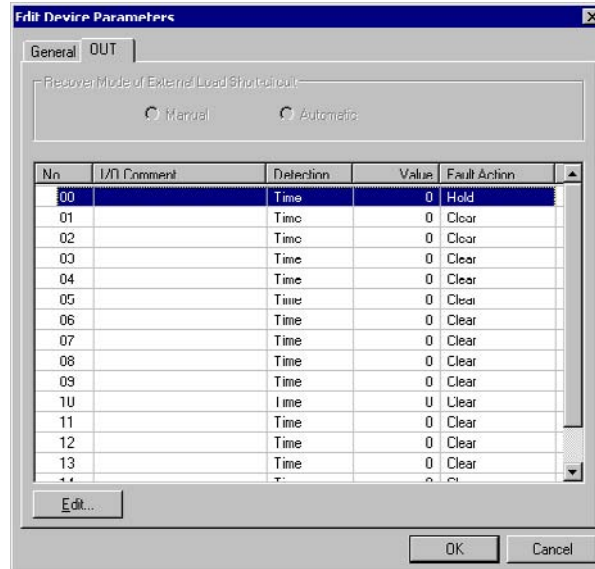 Edit Device Parameters
General OUT
Recover Mode of External Load Short-circuit
Manual Automatic
No I/O Comment Detection Value Fault Action
00 Time 0 Hold
01 Time 0 Clear
02 Time 0 Clear
03 Time 0 Clear
04 Time 0 Clear
05 Time 0 Clear
06 Time 0 Clear
07 Time 0 Clear
08 Time 0 Clear
09 Time 0 Clear
10 Time 0 Clear
11 Time 0 Clear
12 Time 0 Clear
13 Time 0 Clear
Edit...
OK Cancel